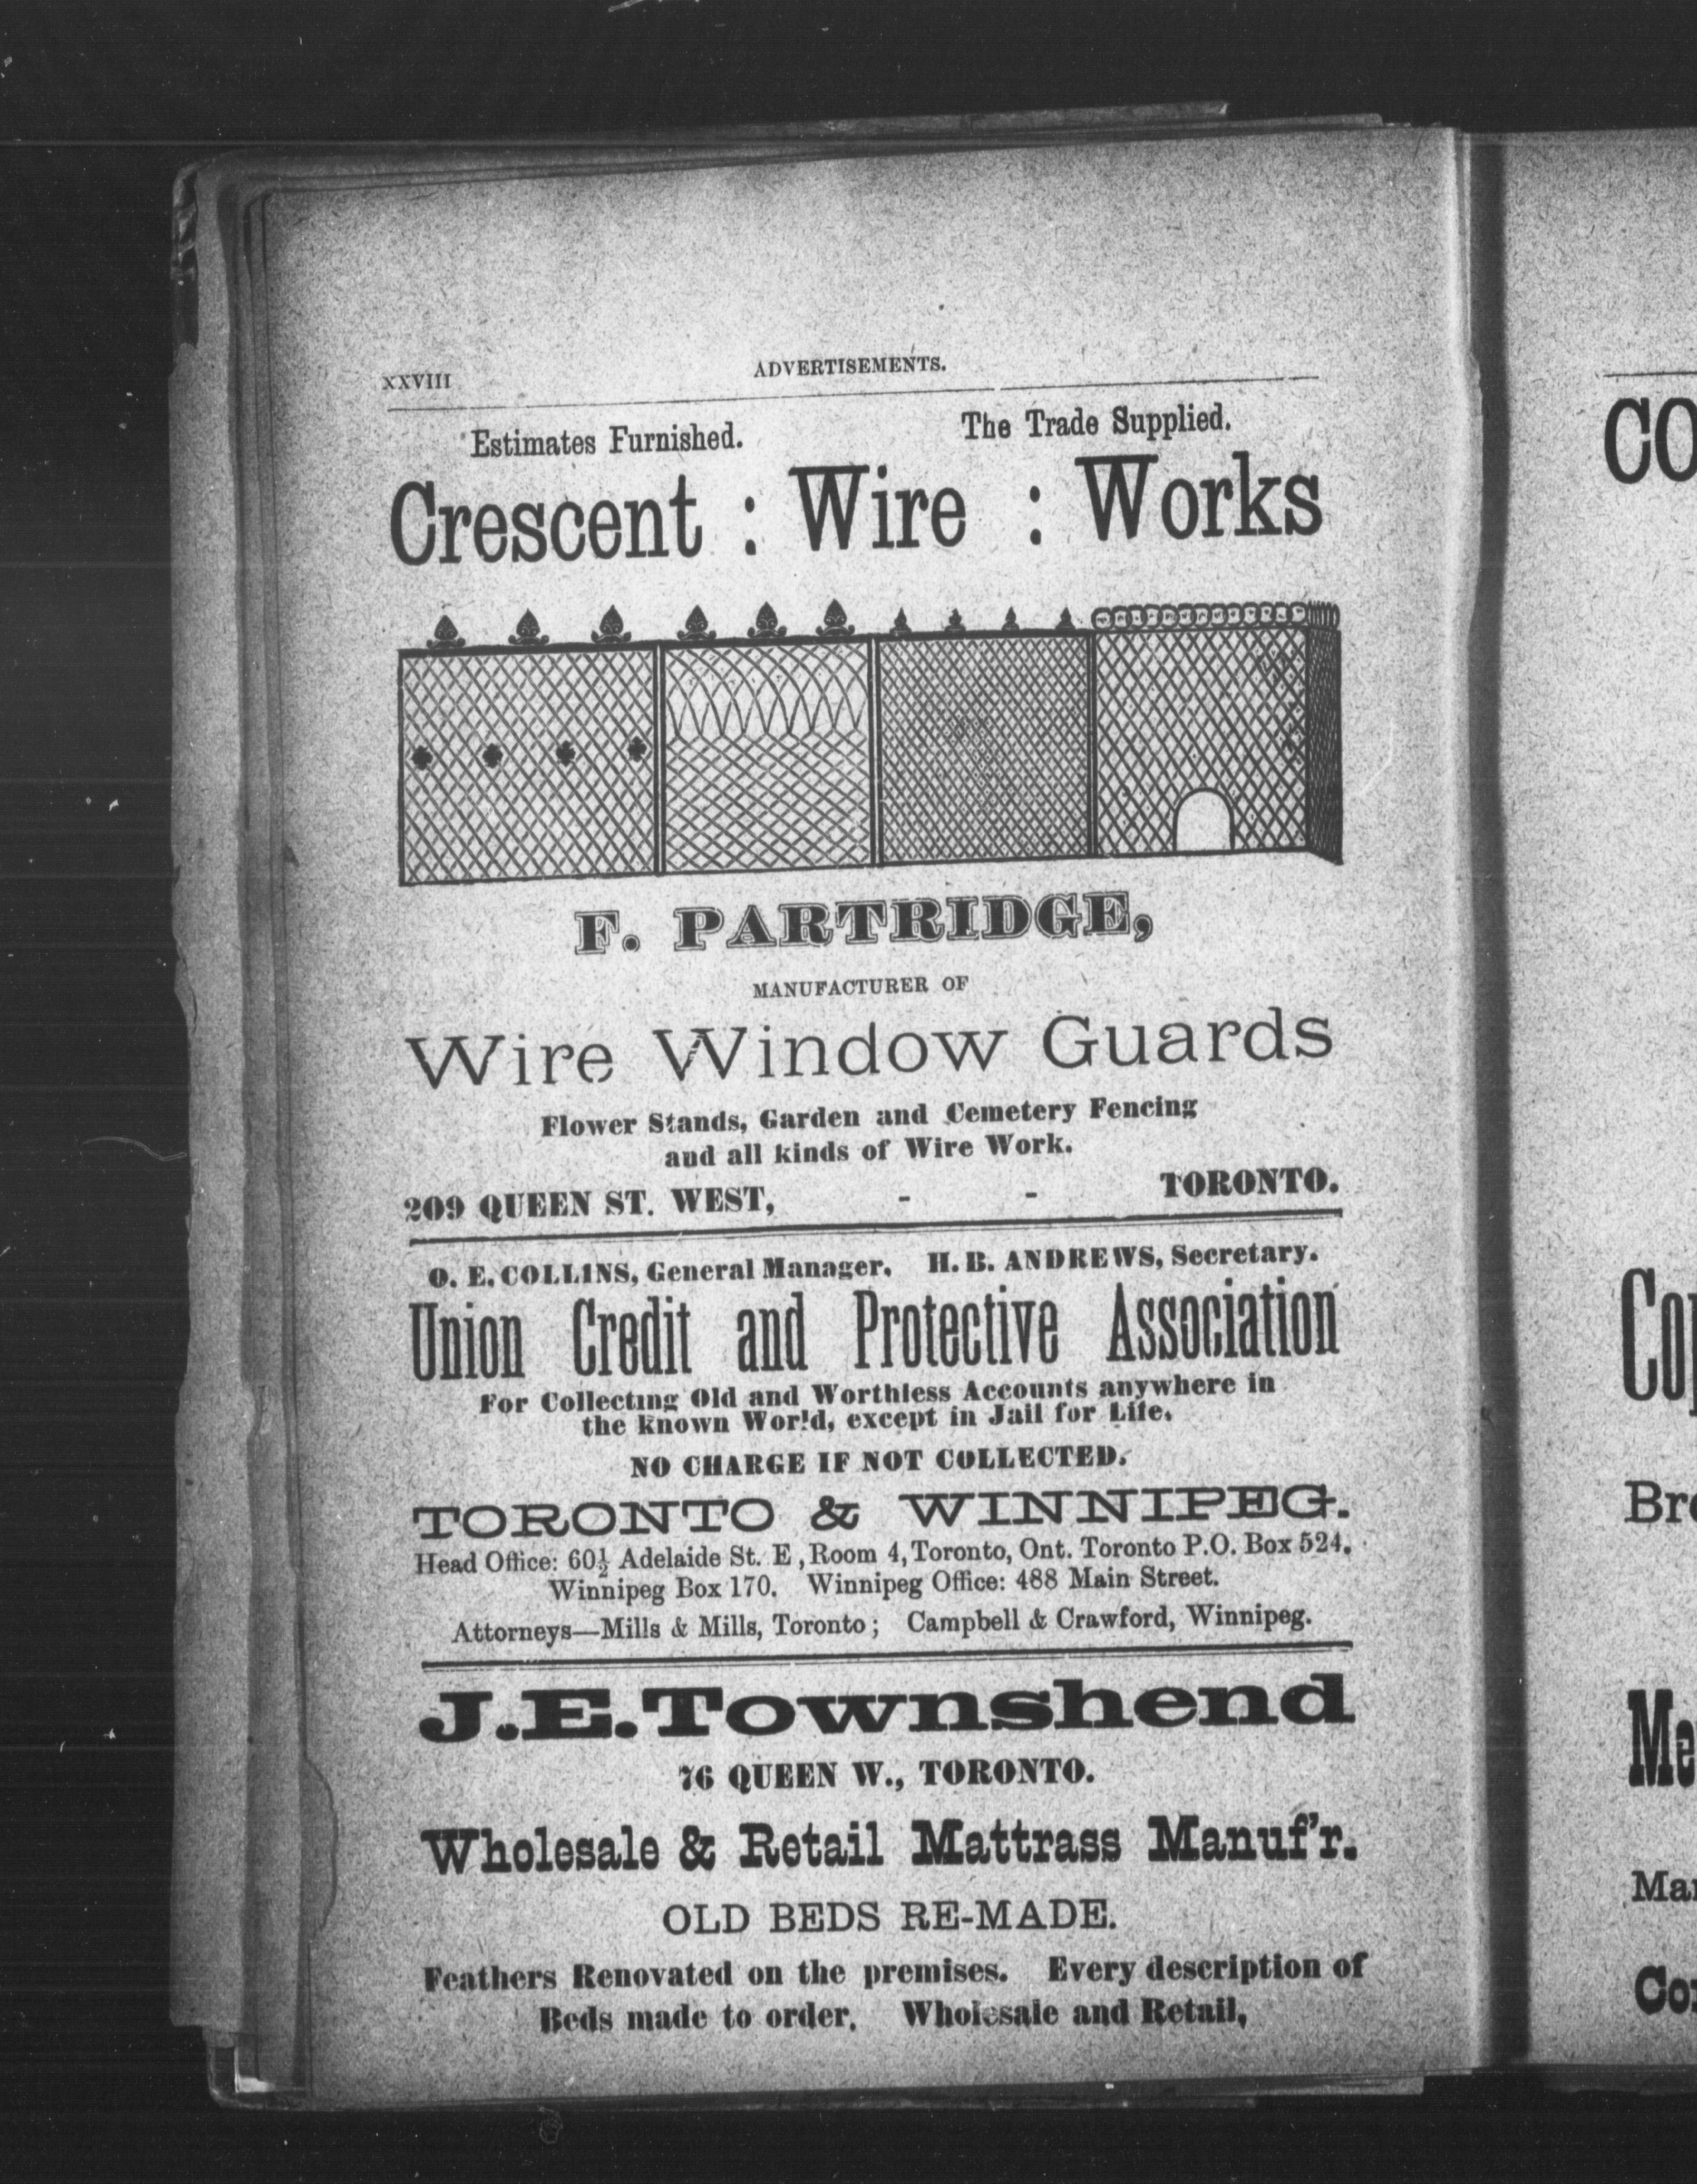 XXVIII
ADVERTISEMENTS.
Estimates Furnished. The Trade Supplied.
Crescent : Wire : Works
F. PARTRIDGE,
MANUFACTURER OF
Wire Window Guards
Flower Stands, Garden and Cemetery Fencing
and all kinds of Wire Work.
209 QUEEN ST. WEST, - - TORONTO.
O. E. COLLINS, General Manager. H. B. ANDREWS, Secretary.
Union Credit and Protective Association
For Collecting Old and Worthless Accounts anywhere in
the known World, except in Jail for Life.
NO CHARGE IF NOT COLLECTED.
TORONTO & WINNIPEG.
Head Office: 60½ Adelaide St. E, Room 4, Toronto, Ont. Toronto P.O. Box 524.
Winnipeg Box 170. Winnipeg Office: 488 Main Street.
Attorneys—Mills & Mills, Toronto; Campbell & Crawford, Winnipeg.
J.E. Townshend
76 QUEEN W., TORONTO.
Wholesale & Retail Mattrass Manuf'r.
OLD BEDS RE-MADE.
Feathers Renovated on the premises. Every description of
Beds made to order. Wholesale and Retail,
CO
Co
Br
Me
Ma
Co